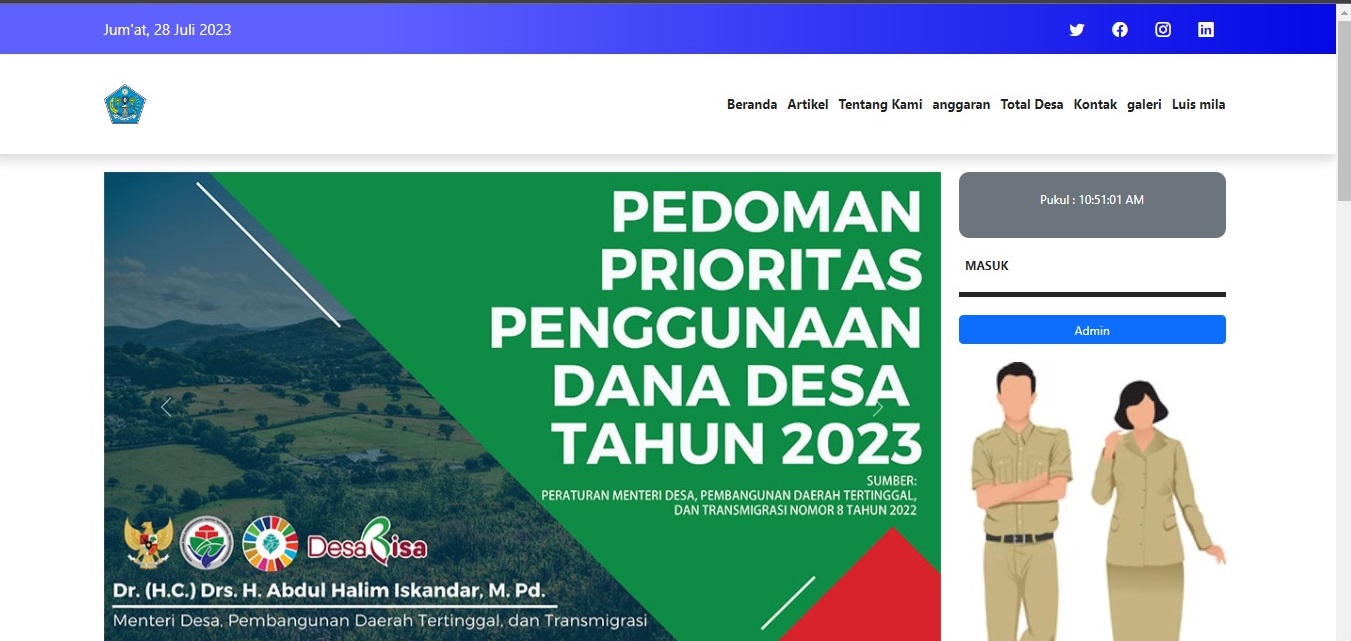 Jum'at, 28 Juli 2023
Beranda Artikel Tentang Kami anggaran Total Desa Kontak galeri Luis mila
PEDOMAN
PRIORITAS
PENGGUNAAN
DANA DESA
TAHUN 2023
SUMBER:
PERATURAN MENTERI DESA, PEMBANGUNAN DAERAH TERTINGGAL,
DAN TRANSMIGRASI NOMOR 8 TAHUN 2022
DesaBisa
Dr. (H.C.) Drs. H. Abdul Halim Iskandar, M. Pd.
Menteri Desa, Pembangunan Daerah Tertinggal, dan Transmigrasi
Pukul : 10:51:01 AM
MASUK
Admin